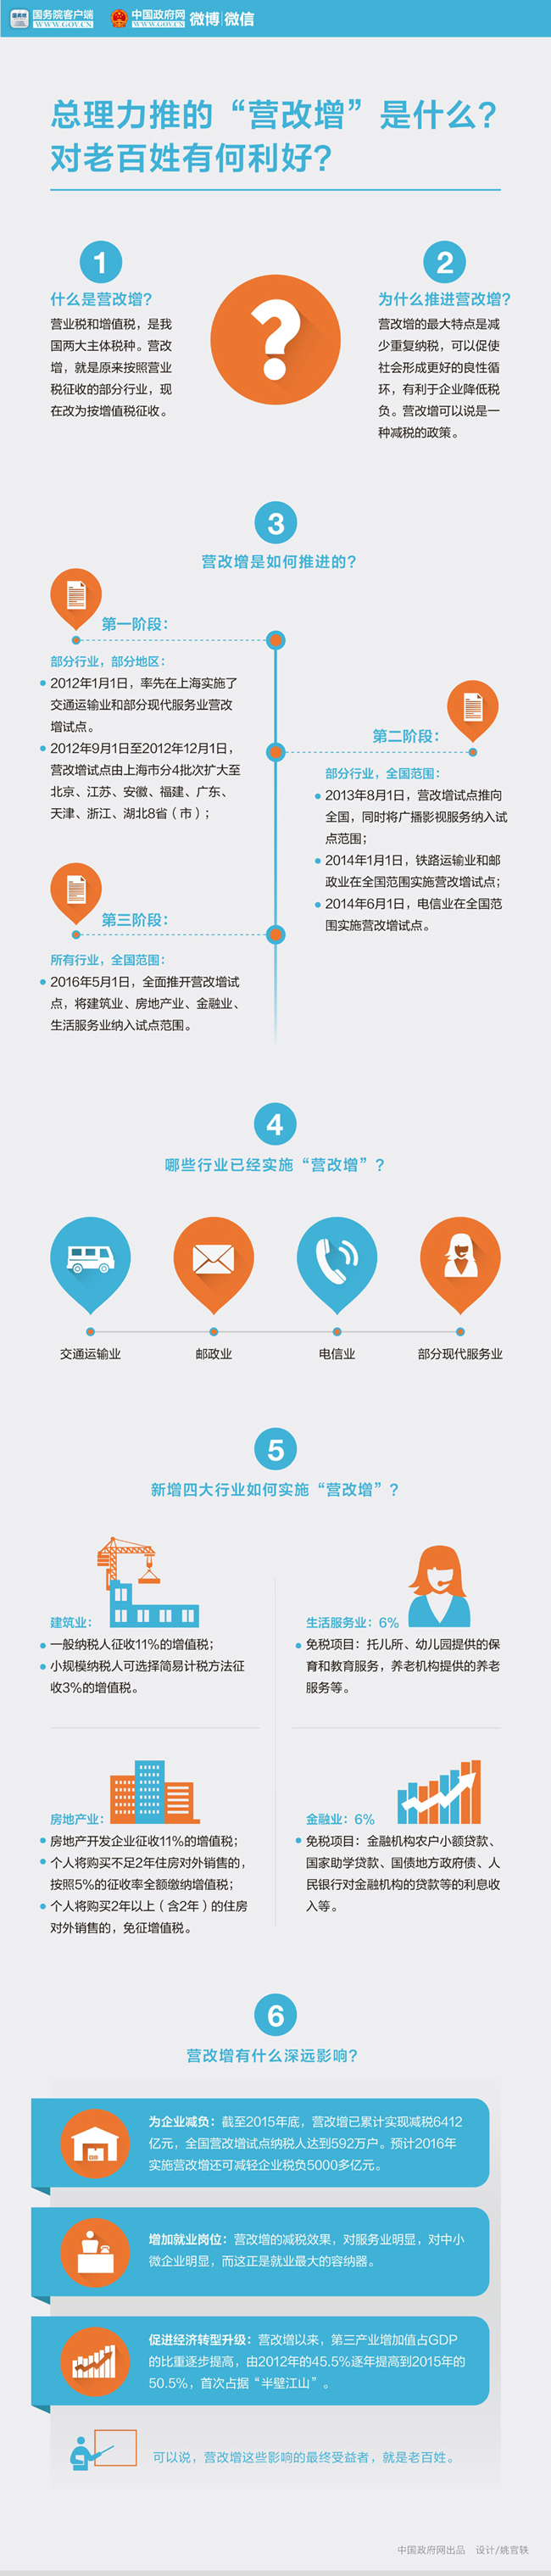 国务院客户端
WWW.GOV.CN
中国政府网
WWW.GOV.CN
微博 微信
总理力推的“营改增”是什么?
对老百姓有何利好?
1
什么是营改增?
营业税和增值税，是我
国两大主体税种。营改
增，就是原来按照营业
税征收的部分行业，现
在改为按增值税征收。
2
为什么推进营改增?
营改增的最大特点是减
少重复纳税，可以促使
社会形成更好的良性循
环，有利于企业降低税
负。营改增可以说是一
种减税的政策。
3
营改增是如何推进的?
第一阶段：
部分行业，部分地区：
2012年1月1日，率先在上海实施了
交通运输业和部分现代服务业营改
增试点。
2012年9月1日至2012年12月1日，
营改增试点由上海市分4批次扩大至
北京、江苏、安徽、福建、广东、
天津、浙江、湖北8省（市）；
第二阶段：
部分行业，全国范围：
2013年8月1日，营改增试点推向
全国，同时将广播影视服务纳入试
点范围；
2014年1月1日，铁路运输业和邮
政业在全国范围实施营改增试点；
2014年6月1日，电信业在全国范
围实施营改增试点。
第三阶段：
所有行业，全国范围：
2016年5月1日，全面推开营改增试
点，将建筑业、房地产业、金融业、
生活服务业纳入试点范围。
4
哪些行业已经实施“营改增”?
交通运输业
邮政业
电信业
部分现代服务业
5
新增四大行业如何实施“营改增”?
建筑业：
一般纳税人征收11%的增值税；
小规模纳税人可选择简易计税方法征
收3%的增值税。
生活服务业：6%
免税项目：托儿所、幼儿园提供的保
育和教育服务，养老机构提供的养老
服务等。
房地产业：
房地产开发企业征收11%的增值税；
个人将购买不足2年住房对外销售的，
按照5%的征收率全额缴纳增值税；
个人将购买2年以上（含2年）的住房
对外销售的，免征增值税。
金融业：6%
免税项目：金融机构农户小额贷款、
国家助学贷款、国债地方政府债、人
民银行对金融机构的贷款等的利息收
入等。
6
营改增有什么深远影响?
为企业减负：截至2015年底，营改增已累计实现减税6412
亿元，全国营改增试点纳税人达到592万户。预计2016年
实施营改增还可减轻企业税负5000多亿元。
增加就业岗位：营改增的减税效果，对服务业明显，对中小
微企业明显，而这正是就业最大的容纳器。
促进经济转型升级：营改增以来，第三产业增加值占GDP
的比重逐步提高，由2012年的45.5%逐年提高到2015年的
50.5%，首次占据“半壁江山”。
可以说，营改增这些影响的最终受益者，就是老百姓。
中国政府网出品 设计/姚官轶